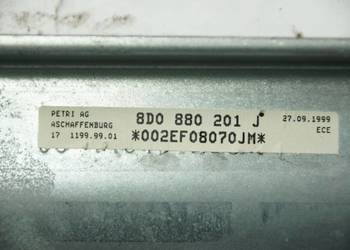 PETRI AG
ASCHAFFENBURG
17 1199.99.01
8D0 880 201 J
*002EF08070JM*
27.09.1999
ECE